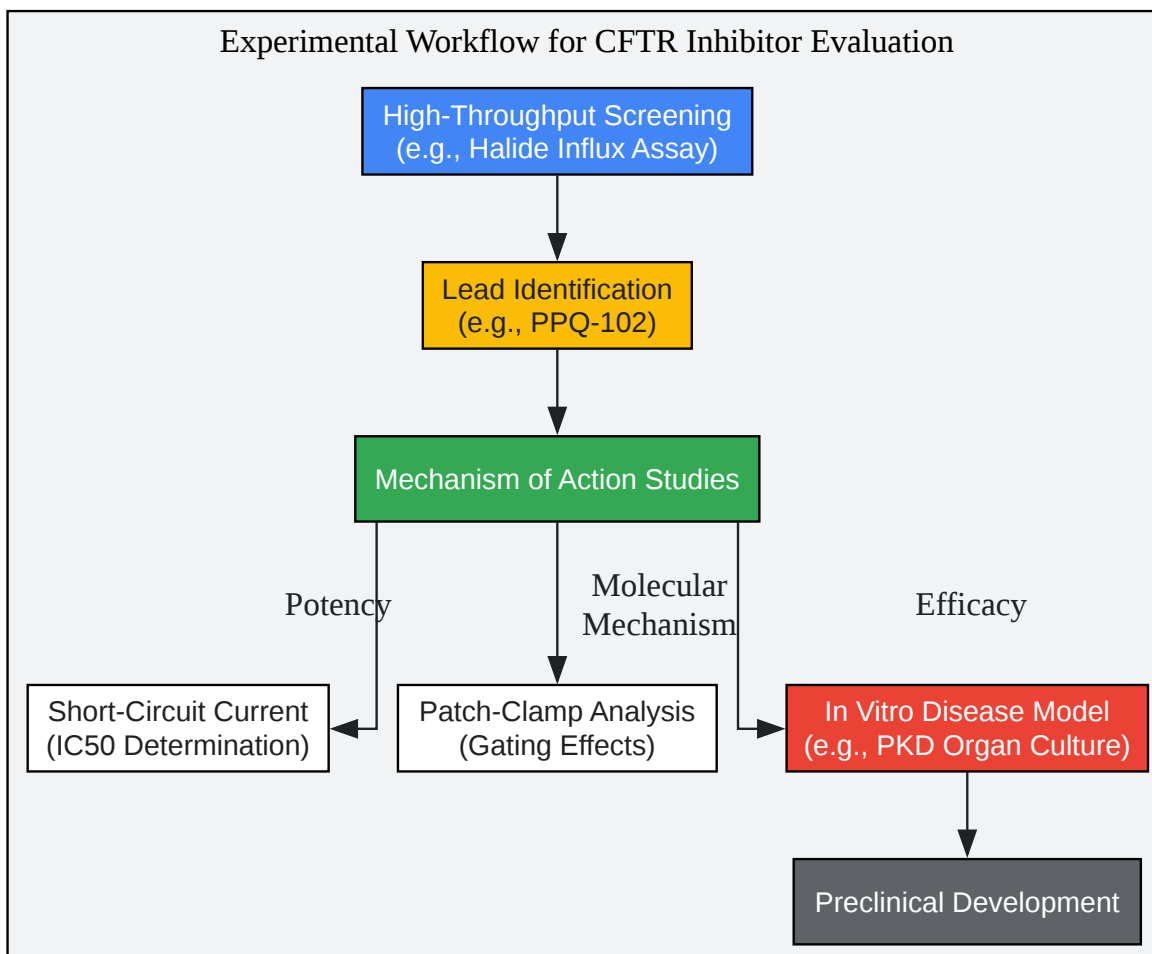 Experimental Workflow for CFTR Inhibitor Evaluation
High-Throughput Screening
(e.g., Halide Influx Assay)
Lead Identification
(e.g., PPQ-102)
Mechanism of Action Studies
Potency
Molecular
Mechanism
Efficacy
Short-Circuit Current
(IC50 Determination)
Patch-Clamp Analysis
(Gating Effects)
In Vitro Disease Model
(e.g., PKD Organ Culture)
Preclinical Development